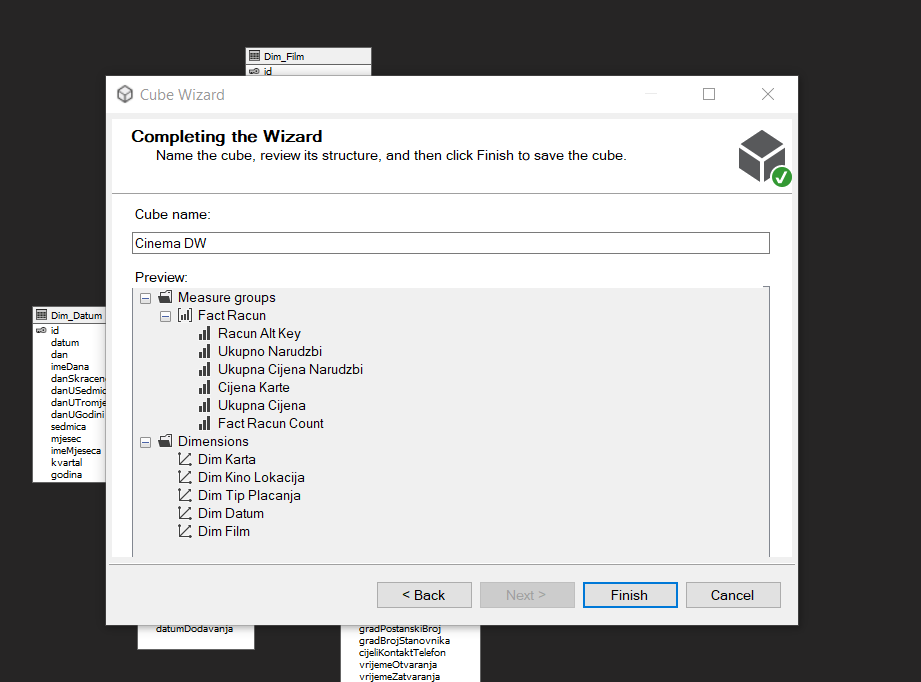 Dim_Film
id
Cube Wizard
Completing the Wizard
Name the cube, review its structure, and then click Finish to save the cube.
Cube name:
Cinema DW
Preview:
Measure groups
Fact Racun
Racun Alt Key
Ukupno Narudzbi
Ukupna Cijena Narudzbi
Cijena Karte
Ukupna Cijena
Fact Racun Count
Dimensions
Dim Karta
Dim Kino Lokacija
Dim Tip Placanja
Dim Datum
Dim Film
< Back
Next >
Finish
Cancel
Dim_Datum
id
datum
dan
imeDana
danSkracen
danUSedmic
danUTromje
danUGodini
sedmica
mjesec
imeMjeseca
kvartal
godina
datumDodavanja
gradPostanskiBroj
gradBrojStanovnika
cijeliKontaktTelefon
vrijemeOtvaranja
vrijemeZatvaranja